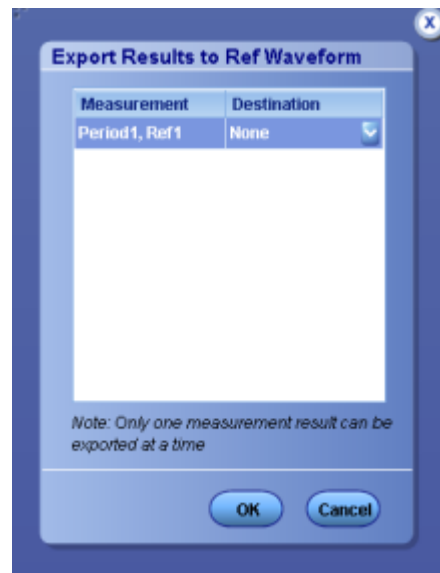 X
Export Results to Ref Waveform
Measurement Destination
Period1, Ref1 None
Note: Only one measurement result can be
exported at a time
OK Cancel